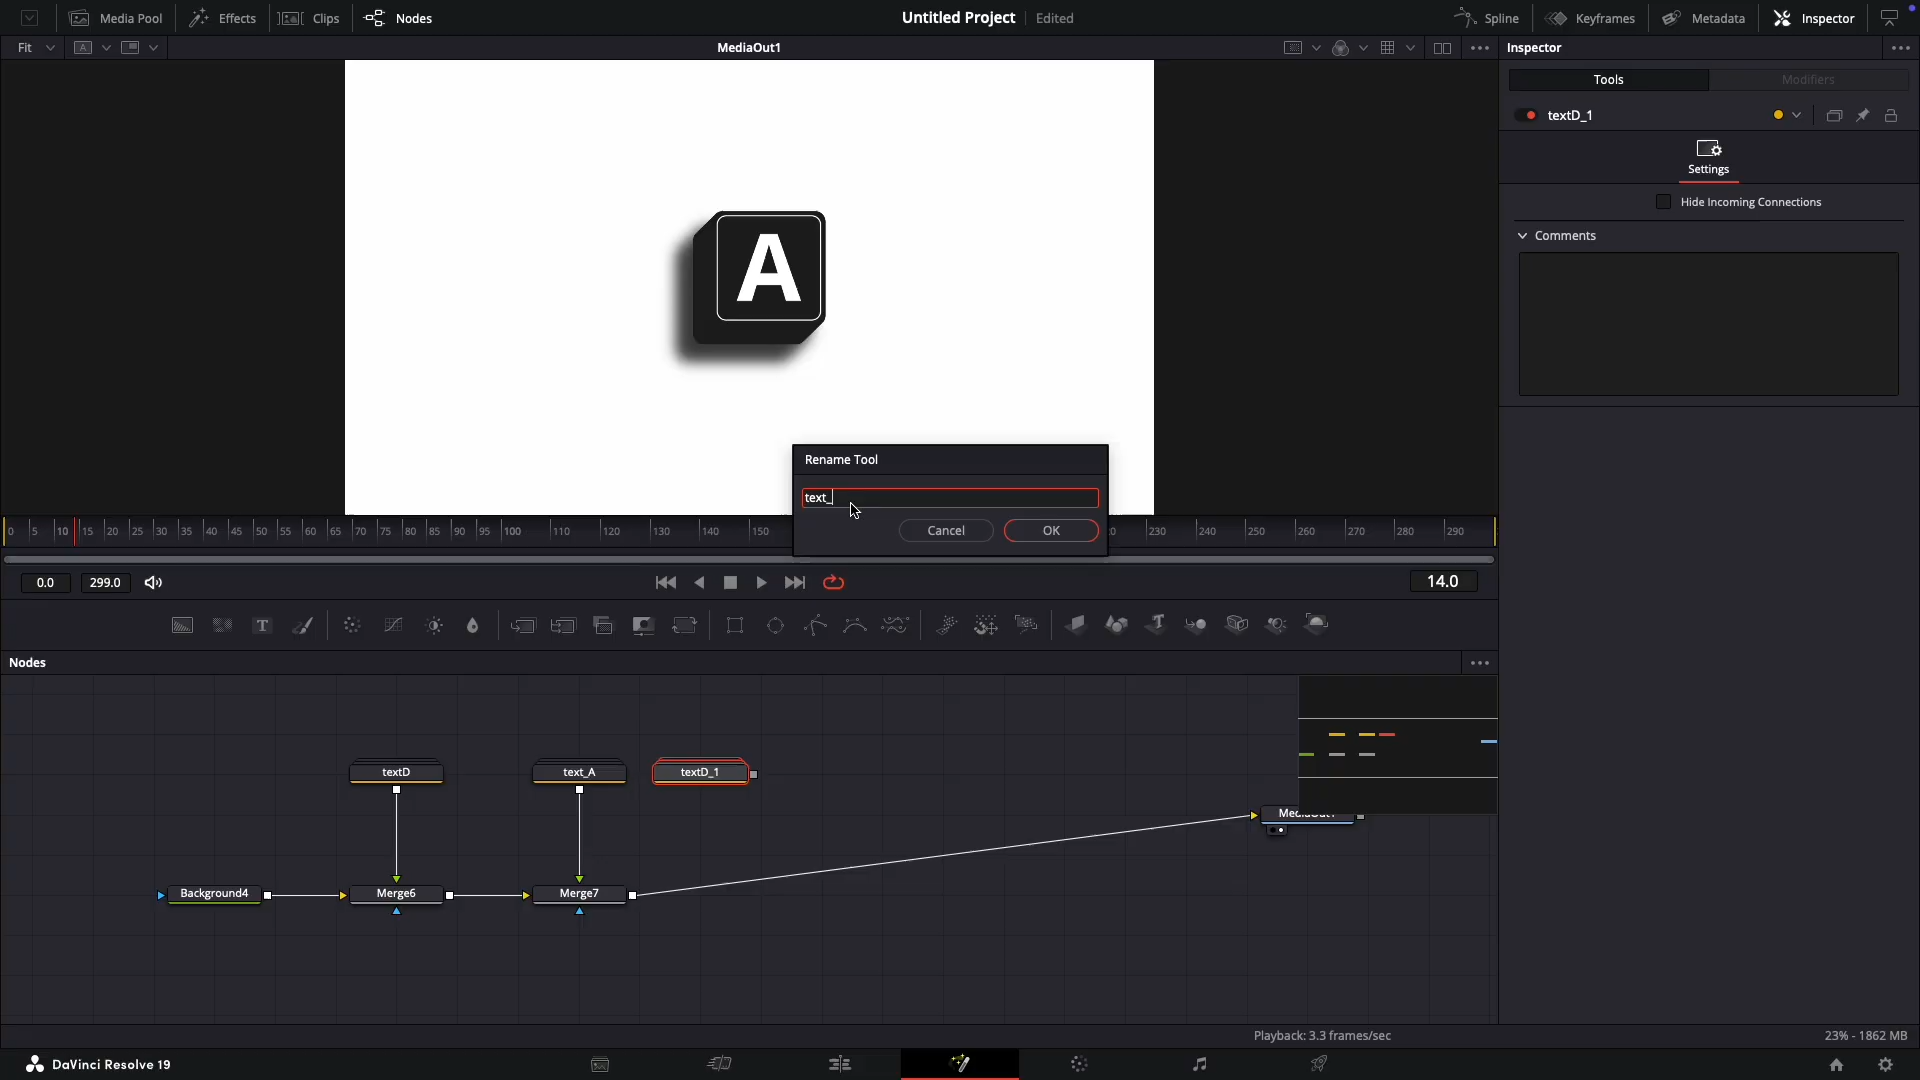 Media Pool Effects Clips Nodes Untitled Project Edited Spline Keyframes Metadata Inspector
Fit A MediaOut1 Inspector
Tools Modifiers
textD_1
Settings
Hide Incoming Connections
Comments
A
Rename Tool
text_
Cancel OK
0 5 10 15 20 25 30 35 40 45 50 55 60 65 70 75 80 85 90 95 100 110 120 130 140 150 230 240 250 260 270 280 290
0.0 299.0 14.0
T
Nodes
textD text_A textD_1
MediaOut1
Background4 Merge6 Merge7
Playback: 3.3 frames/sec 23% - 1862 MB
DaVinci Resolve 19